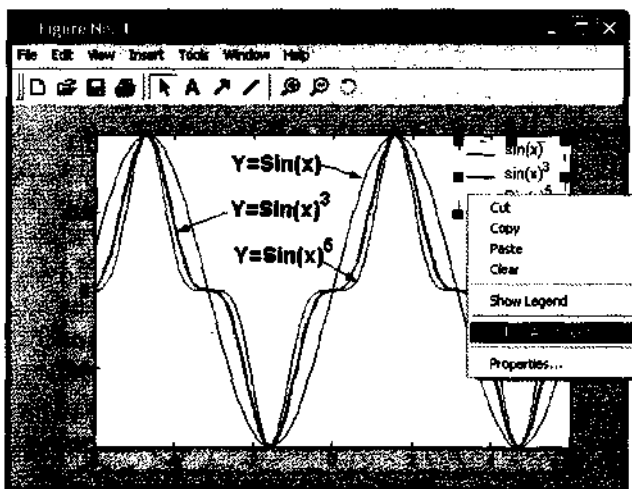 Figure No. 1
File Edit View Insert Tools Window Help
A
Y=Sin(x)
Y=Sin(x)^3
Y=Sin(x)^5
sin(x)
sin(x)^3
Cut
Copy
Paste
Clear
Show Legend
Properties...